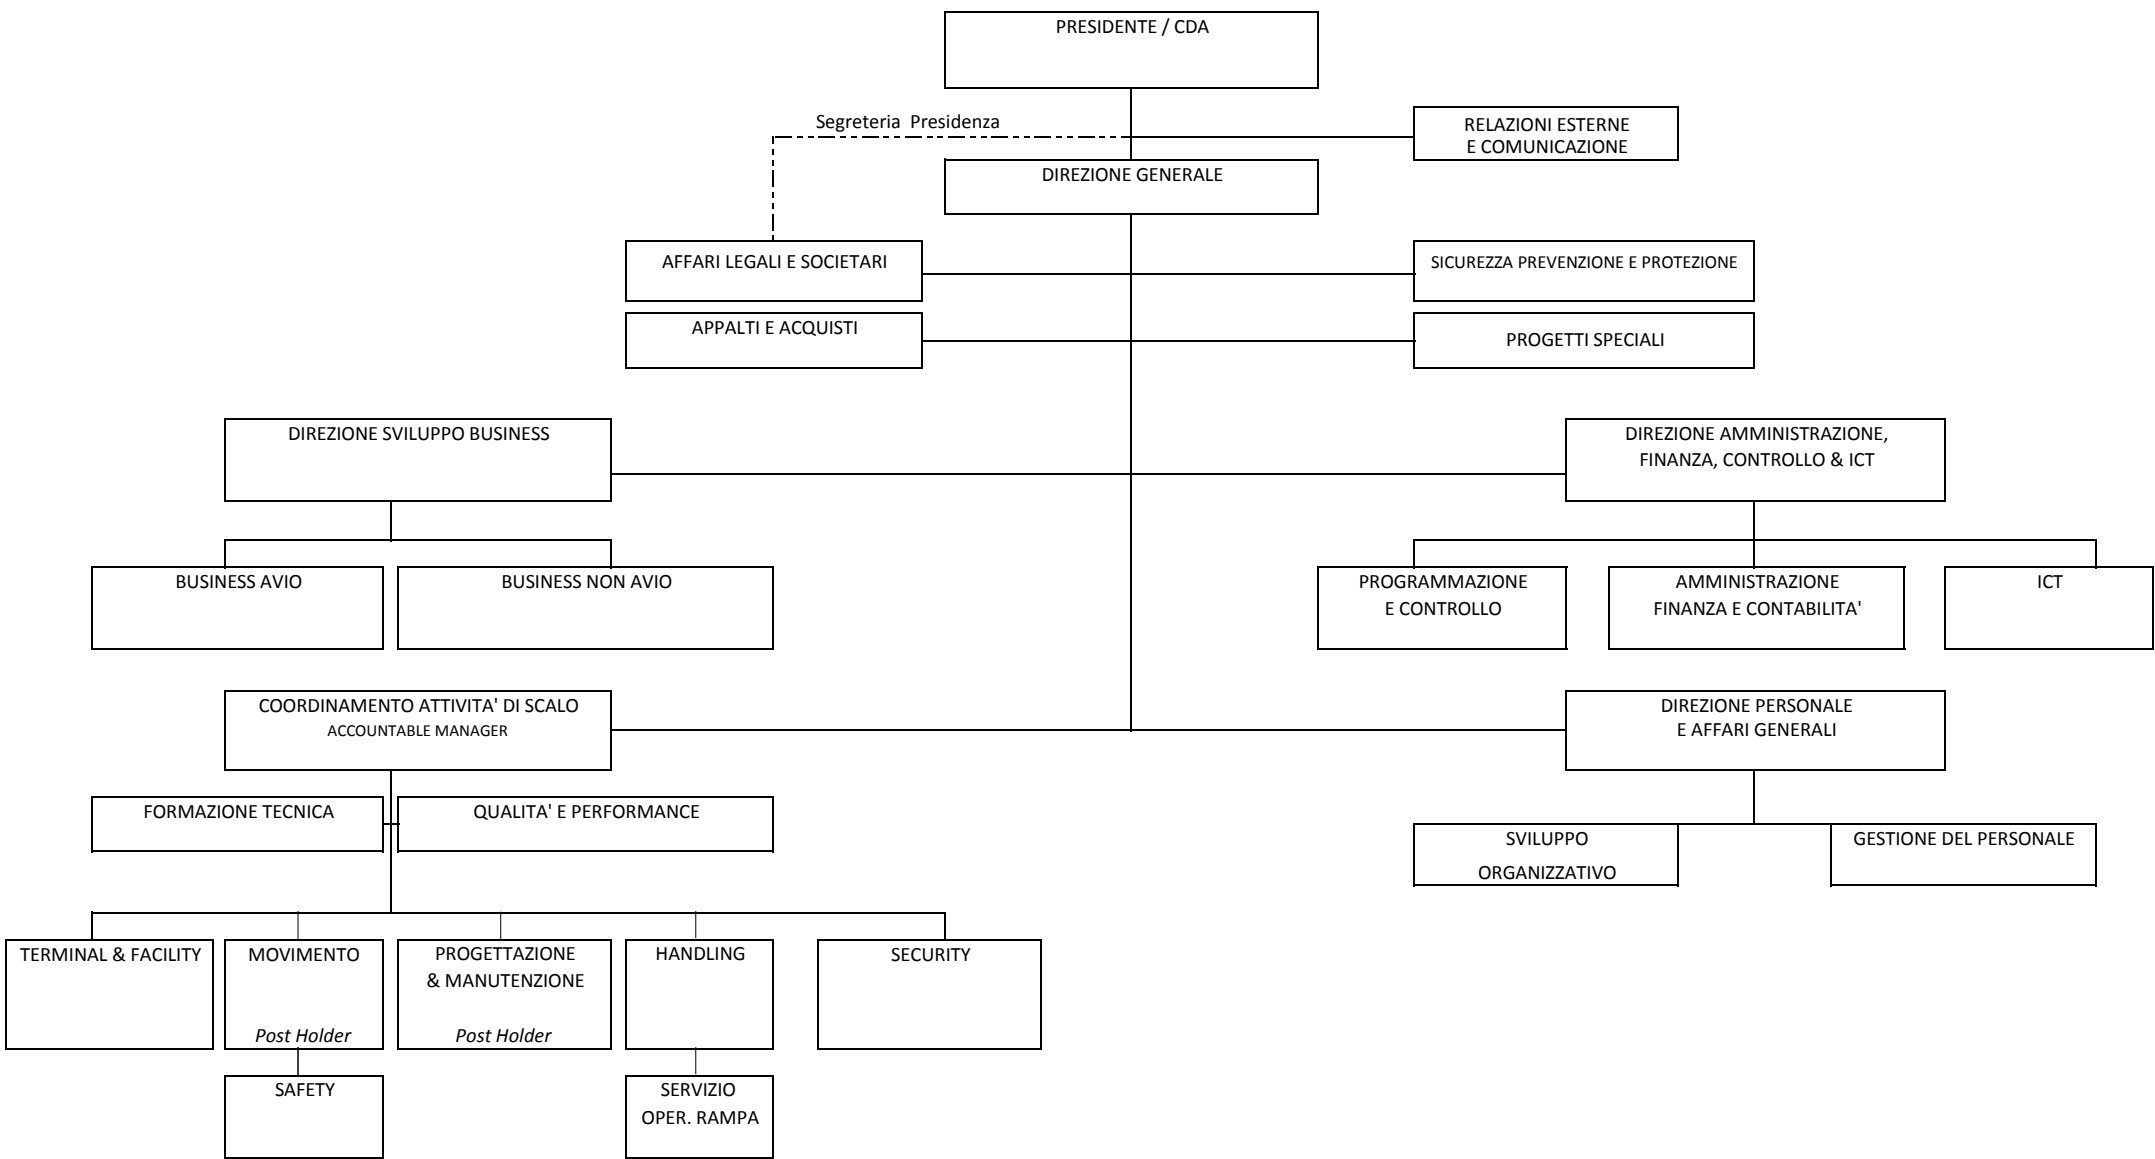 PRESIDENTE / CDA
Segreteria  Presidenza
RELAZIONI ESTERNE
E COMUNICAZIONE
DIREZIONE GENERALE
AFFARI LEGALI E SOCIETARI
SICUREZZA PREVENZIONE E PROTEZIONE
APPALTI E ACQUISTI
PROGETTI SPECIALI
DIREZIONE SVILUPPO BUSINESS
DIREZIONE AMMINISTRAZIONE,
FINANZA, CONTROLLO & ICT
BUSINESS AVIO
BUSINESS NON AVIO
PROGRAMMAZIONE
E CONTROLLO
AMMINISTRAZIONE
FINANZA E CONTABILITA'
ICT
COORDINAMENTO ATTIVITA' DI SCALO
ACCOUNTABLE MANAGER
DIREZIONE PERSONALE
E AFFARI GENERALI
FORMAZIONE TECNICA
QUALITA' E PERFORMANCE
SVILUPPO
ORGANIZZATIVO
GESTIONE DEL PERSONALE
TERMINAL & FACILITY
MOVIMENTO
Post Holder
PROGETTAZIONE
& MANUTENZIONE
Post Holder
HANDLING
SECURITY
SAFETY
SERVIZIO
OPER. RAMPA